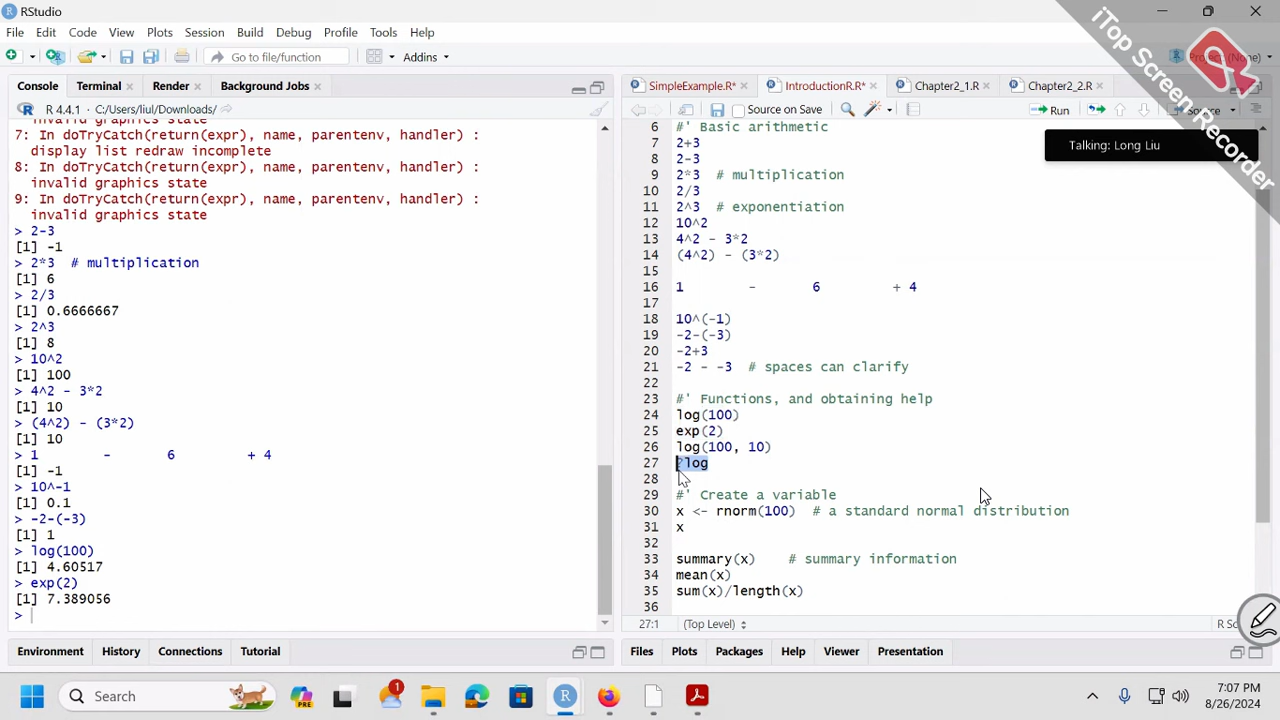 RStudio
File Edit Code View Plots Session Build Debug Profile Tools Help
Go to file/function Addins
iTop Screen Recorder
Console Terminal Render Background Jobs
R 4.4.1 · C:/Users/liul/Downloads/
invalid graphics state
7: In doTryCatch(return(expr), name, parentenv, handler) :
display list redraw incomplete
8: In doTryCatch(return(expr), name, parentenv, handler) :
invalid graphics state
9: In doTryCatch(return(expr), name, parentenv, handler) :
invalid graphics state
> 2-3
[1] -1
> 2*3  # multiplication
[1] 6
> 2/3
[1] 0.6666667
> 2^3
[1] 8
> 10^2
[1] 100
> 4^2 - 3*2
[1] 10
> (4^2) - (3*2)
[1] 10
> 1        -       6         + 4
[1] -1
> 10^-1
[1] 0.1
> -2-(-3)
[1] 1
> log(100)
[1] 4.60517
> exp(2)
[1] 7.389056
>
SimpleExample.R* IntroductionR.R* Chapter2_1.R Chapter2_2.R
Source on Save Run Source
Talking: Long Liu
6 #' Basic arithmetic
7 2+3
8 2-3
9 2*3  # multiplication
10 2/3
11 2^3  # exponentiation
12 10^2
13 4^2 - 3*2
14 (4^2) - (3*2)
15
16 1        -       6         + 4
17
18 10^(-1)
19 -2-(-3)
20 -2+3
21 -2 - -3  # spaces can clarify
22
23 #' Functions, and obtaining help
24 log(100)
25 exp(2)
26 log(100, 10)
27 ?log
28
29 #' Create a variable
30 x <- rnorm(100)  # a standard normal distribution
31 x
32
33 summary(x)    # summary information
34 mean(x)
35 sum(x)/length(x)
36
27:1 (Top Level)
Environment History Connections Tutorial
Files Plots Packages Help Viewer Presentation
Search
PRE
1
7:07 PM
8/26/2024